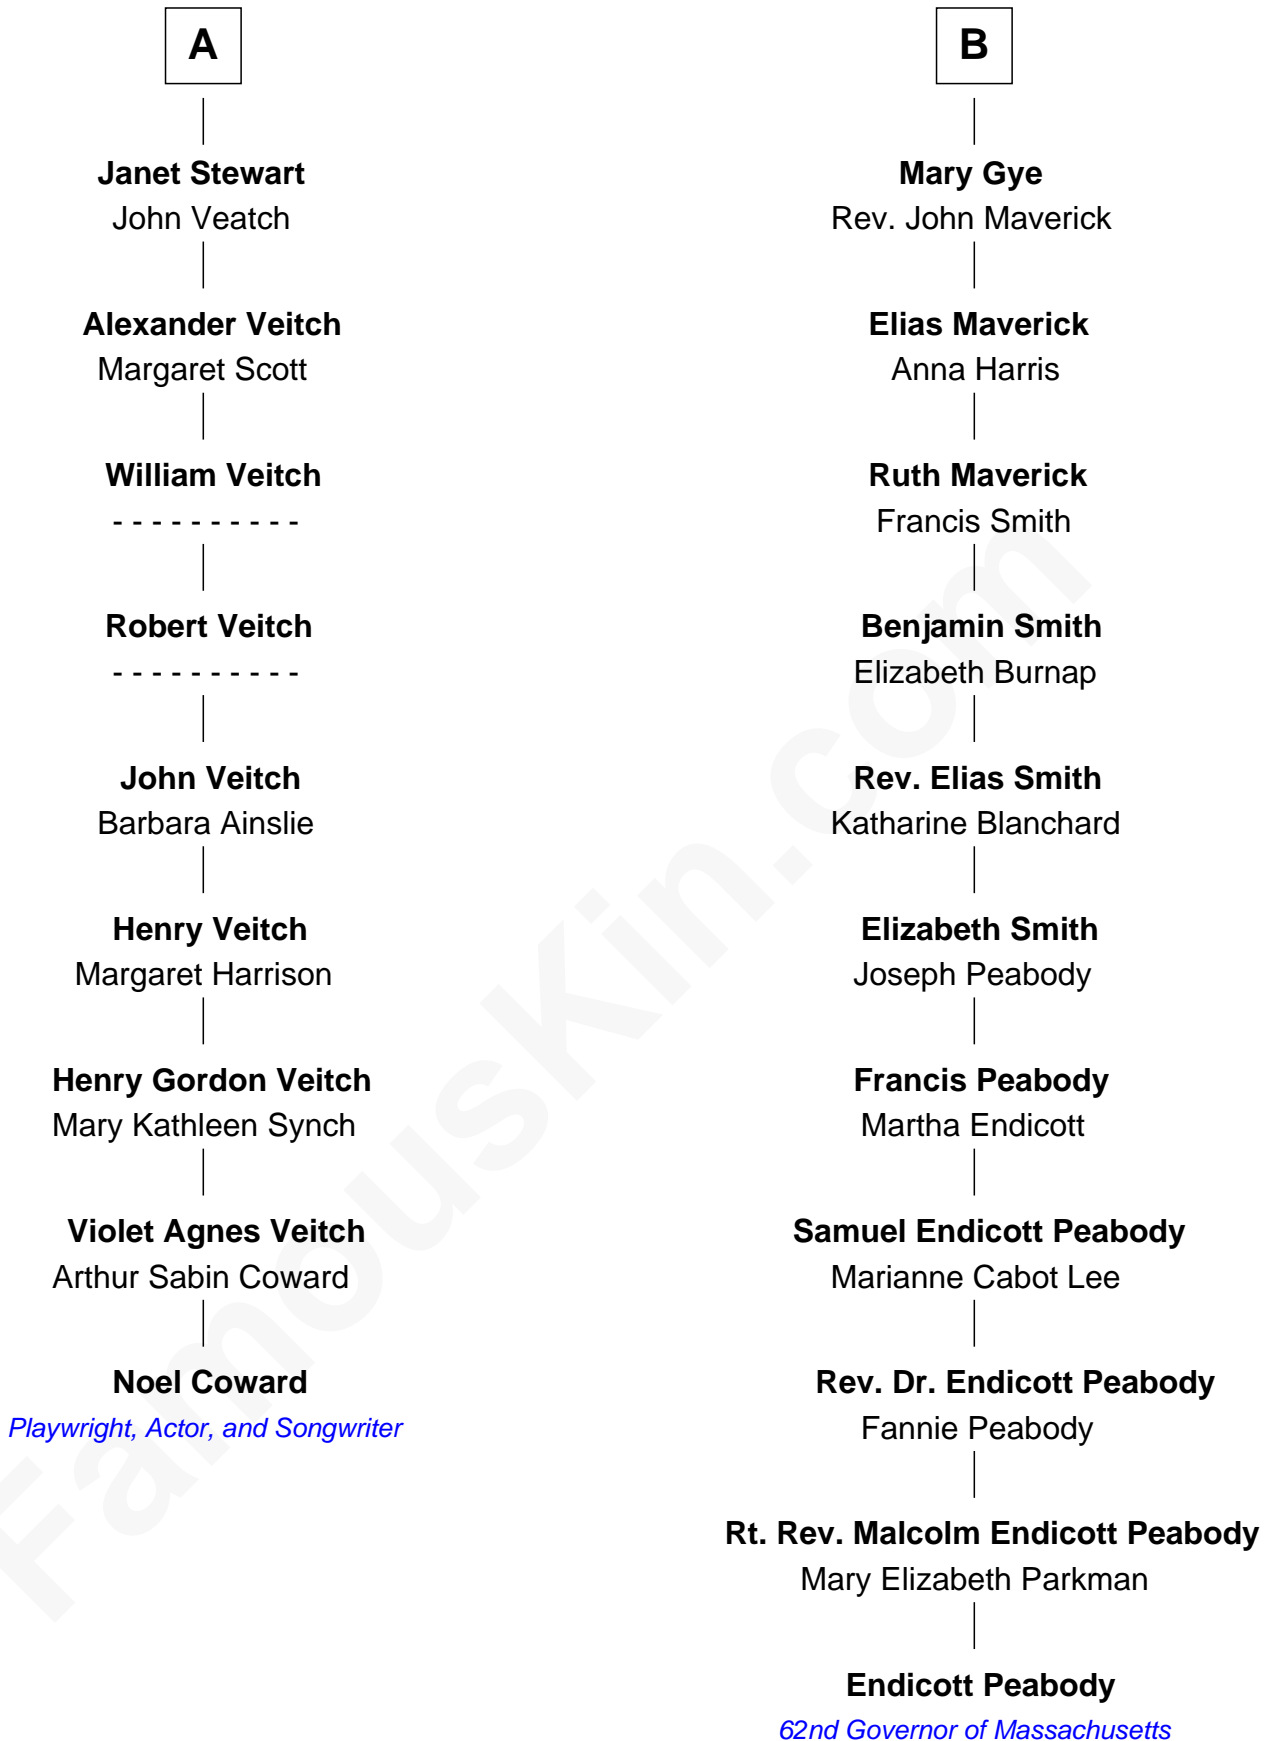 A
Janet Stewart
John Veatch
Alexander Veitch
Margaret Scott
William Veitch
- - - - - - - - - -
Robert Veitch
- - - - - - - - - -
John Veitch
Barbara Ainslie
Henry Veitch
Margaret Harrison
Henry Gordon Veitch
Mary Kathleen Synch
Violet Agnes Veitch
Arthur Sabin Coward
Noel Coward
Playwright, Actor, and Songwriter
B
Mary Gye
Rev. John Maverick
Elias Maverick
Anna Harris
Ruth Maverick
Francis Smith
Benjamin Smith
Elizabeth Burnap
Rev. Elias Smith
Katharine Blanchard
Elizabeth Smith
Joseph Peabody
Francis Peabody
Martha Endicott
Samuel Endicott Peabody
Marianne Cabot Lee
Rev. Dr. Endicott Peabody
Fannie Peabody
Rt. Rev. Malcolm Endicott Peabody
Mary Elizabeth Parkman
Endicott Peabody
62nd Governor of Massachusetts
FamousKin.com